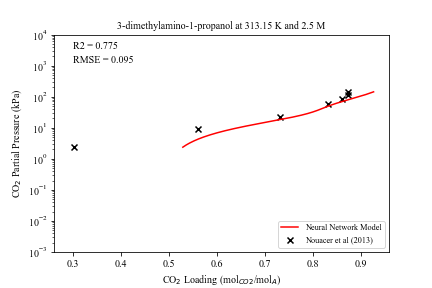 3-dimethylamino-1-propanol at 313.15 K and 2.5 M
R2 = 0.775
RMSE = 0.095
10⁴
10³
10²
10¹
10⁰
10⁻¹
10⁻²
10⁻³
CO₂ Partial Pressure (kPa)
Neural Network Model
Nouacer et al (2013)
0.3 0.4 0.5 0.6 0.7 0.8 0.9
CO₂ Loading (mol_CO2/mol_A)